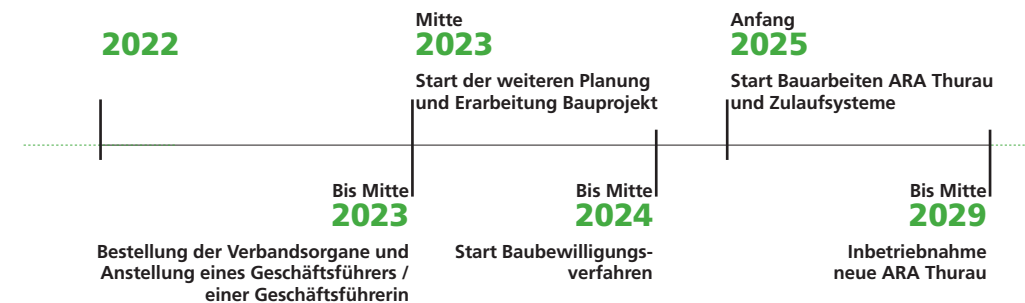 2022
Mitte
2023
Start der weiteren Planung
und Erarbeitung Bauprojekt
Anfang
2025
Start Bauarbeiten ARA Thurau
und Zulaufsysteme
Bis Mitte
2023
Bestellung der Verbandsorgane und
Anstellung eines Geschäftsführers /
einer Geschäftsführerin
Bis Mitte
2024
Start Baubewilligungs-
verfahren
Bis Mitte
2029
Inbetriebnahme
neue ARA Thurau